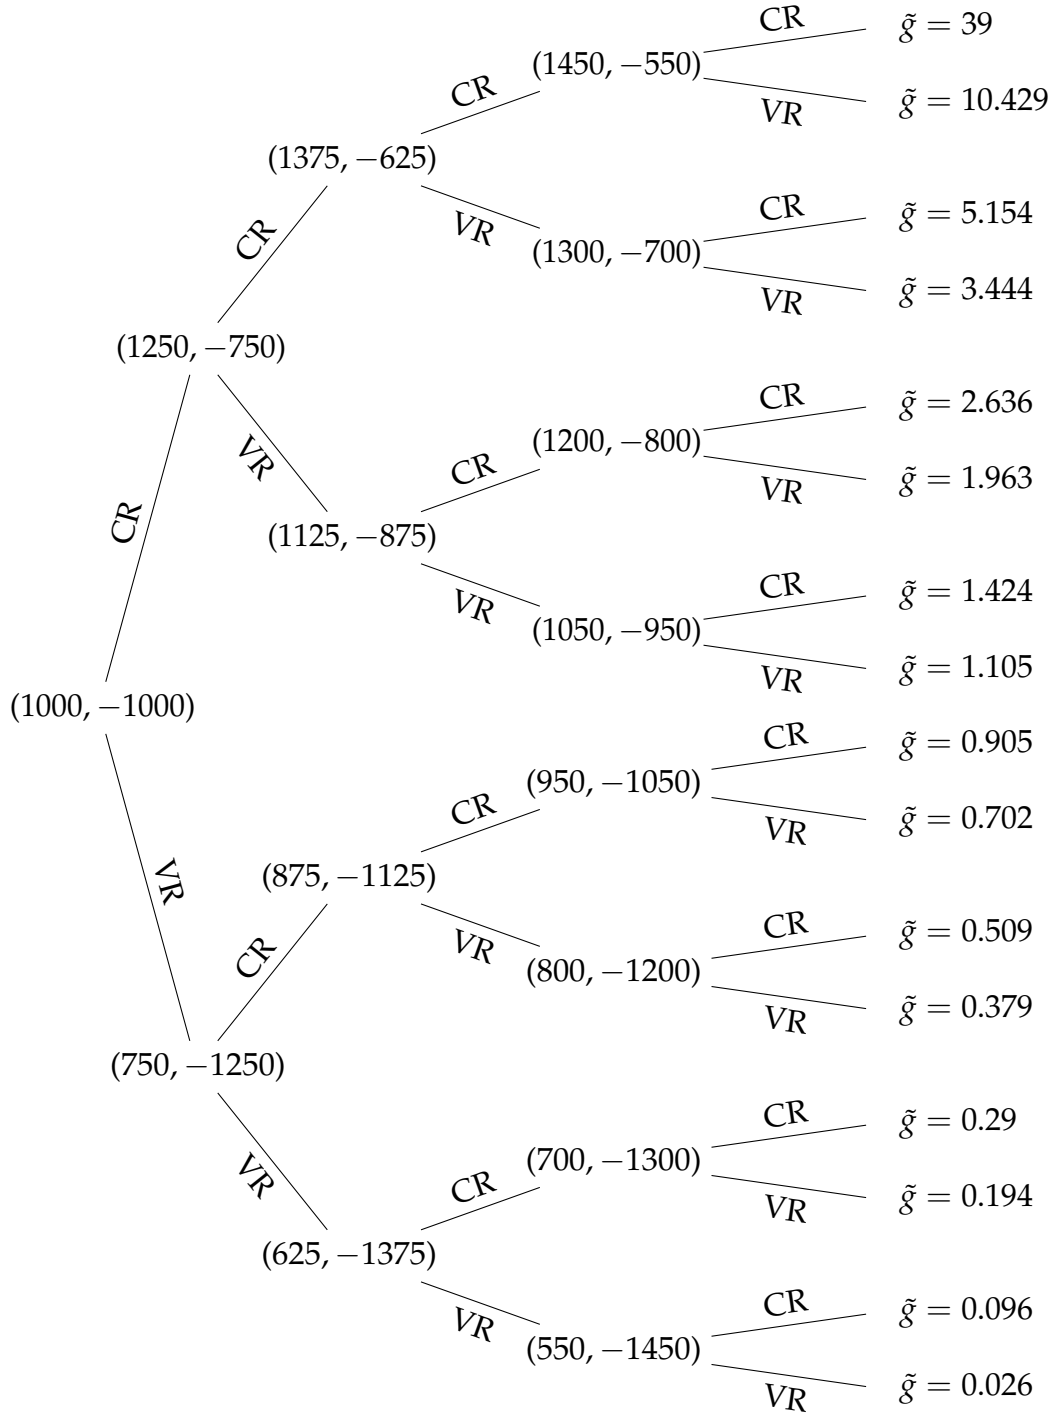 CR
g̃ = 39
(1450, −550)
CR
VR
g̃ = 10.429
(1375, −625)
CR
VR
CR
g̃ = 5.154
(1300, −700)
VR
g̃ = 3.444
(1250, −750)
CR
g̃ = 2.636
VR
(1200, −800)
CR
VR
g̃ = 1.963
CR
(1125, −875)
CR
g̃ = 1.424
VR
(1050, −950)
VR
g̃ = 1.105
(1000, −1000)
CR
g̃ = 0.905
(950, −1050)
CR
VR
g̃ = 0.702
VR
(875, −1125)
CR
VR
CR
g̃ = 0.509
(800, −1200)
VR
g̃ = 0.379
(750, −1250)
CR
g̃ = 0.29
VR
(700, −1300)
CR
VR
g̃ = 0.194
(625, −1375)
VR
CR
g̃ = 0.096
(550, −1450)
VR
g̃ = 0.026